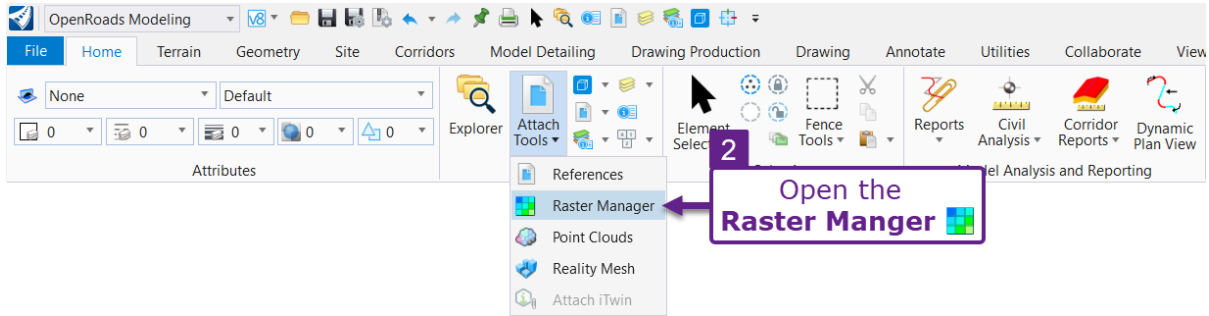 OpenRoads Modeling
File Home Terrain Geometry Site Corridors Model Detailing Drawing Production Drawing Annotate Utilities Collaborate View
None Default
0 0 0 0 0
Attributes
Explorer
Attach
Tools
Element
Selec
Fence
Tools
Reports
Civil
Analysis
Corridor
Reports
Dynamic
Plan View
del Analysis and Reporting
References
Raster Manager
Point Clouds
Reality Mesh
Attach iTwin
2
Open the
Raster Manger